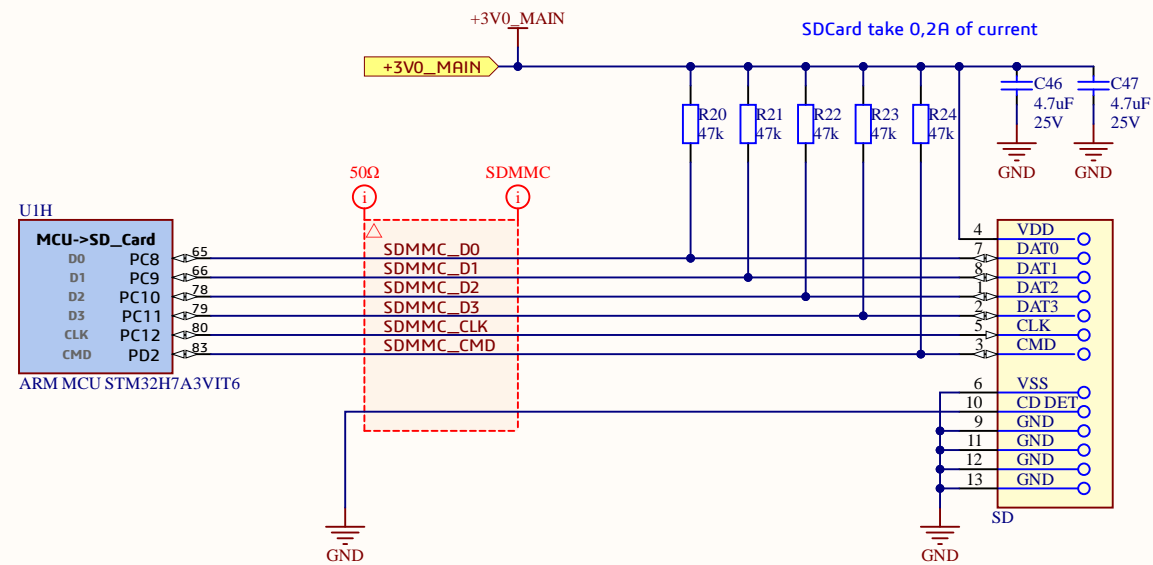 +3V0_MAIN
SDCard take 0,2A of current
+3V0_MAIN
R20
47k
R21
47k
R22
47k
R23
47k
R24
47k
C46
4.7uF
25V
C47
4.7uF
25V
GND
GND
50Ω
SDMMC
i
i
U1H
MCU->SD_Card
D0 PC8 65
D1 PC9 66
D2 PC10 78
D3 PC11 79
CLK PC12 80
CMD PD2 83
ARM MCU STM32H7A3VIT6
SDMMC_D0
SDMMC_D1
SDMMC_D2
SDMMC_D3
SDMMC_CLK
SDMMC_CMD
4 VDD
7 DAT0
8 DAT1
1 DAT2
2 DAT3
5 CLK
3 CMD
6 VSS
10 CD DET
9 GND
11 GND
12 GND
13 GND
SD
GND
GND